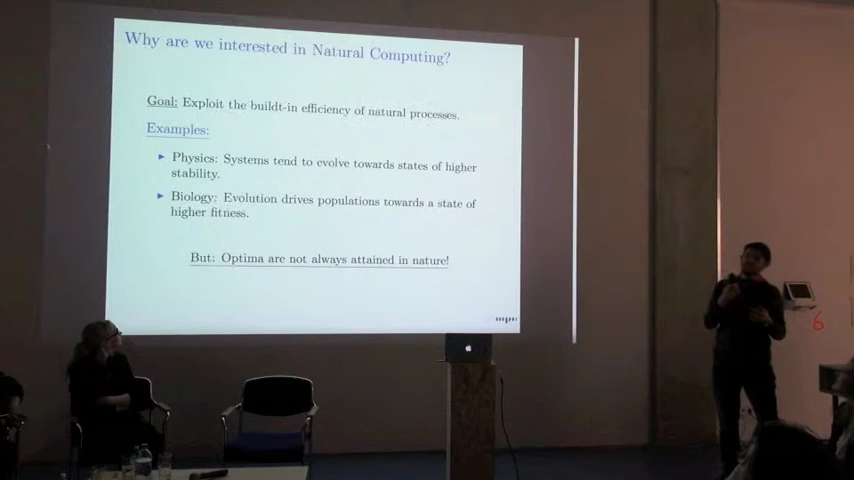 Why are we interested in Natural Computing?
Goal: Exploit the buildt-in efficiency of natural processes.
Examples:
Physics: Systems tend to evolve towards states of higher
stability.
Biology: Evolution drives populations towards a state of
higher fitness.
But: Optima are not always attained in nature!
6